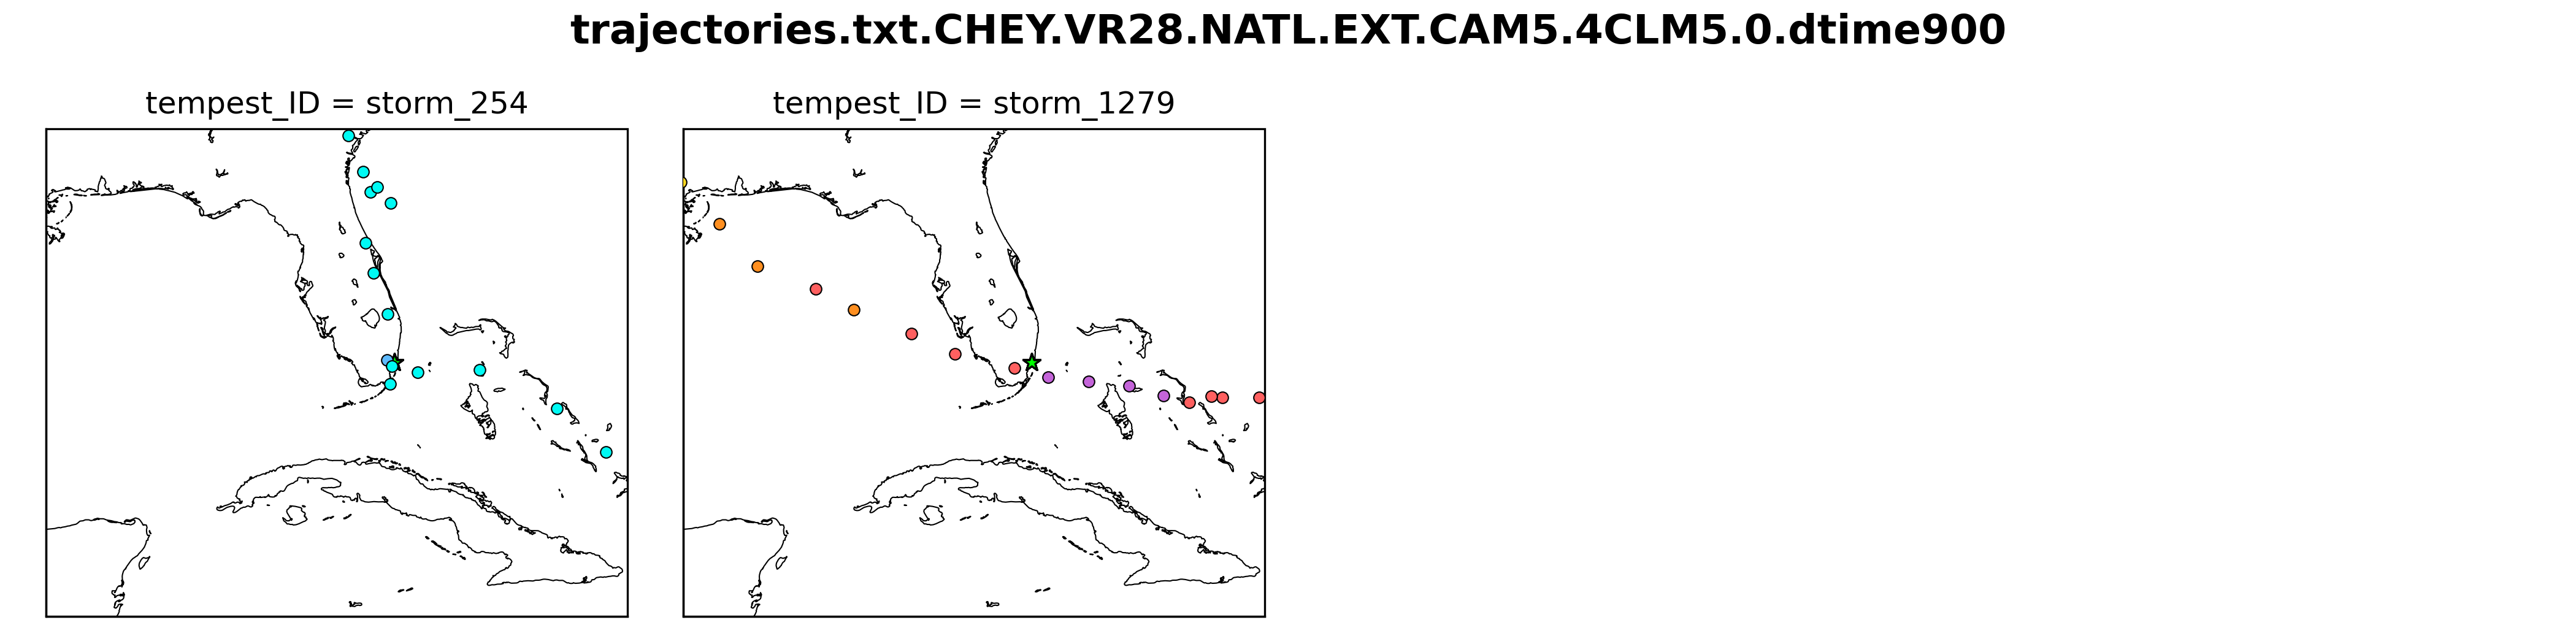 trajectories.txt.CHEY.VR28.NATL.EXT.CAM5.4CLM5.0.dtime900
tempest_ID = storm_254
tempest_ID = storm_1279